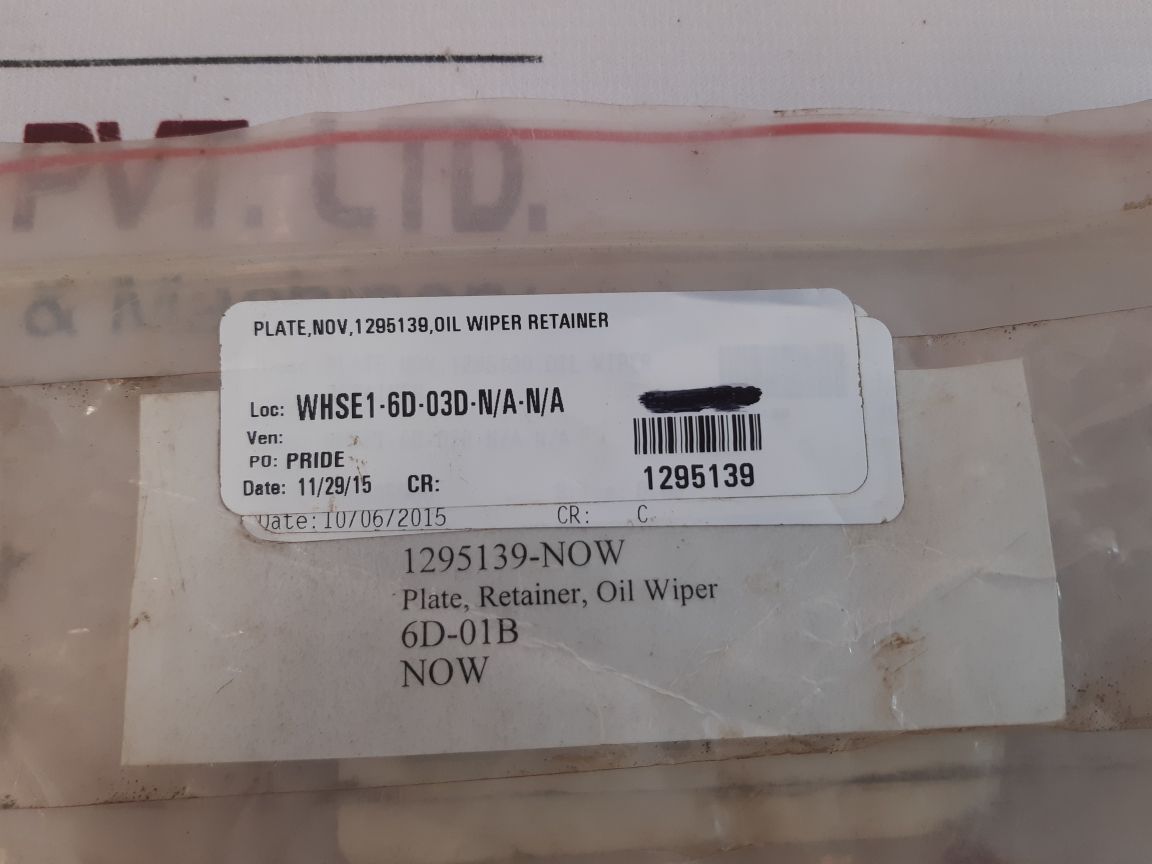 PVT. LTD.
& Machinery
PLATE,NOV,1295139,OIL WIPER RETAINER
Loc: WHSE1-6D-03D-N/A-N/A
Ven:
PO: PRIDE
Date: 11/29/15 CR:
1295139
Date:10/06/2015 CR: C
1295139-NOW
Plate, Retainer, Oil Wiper
6D-01B
NOW